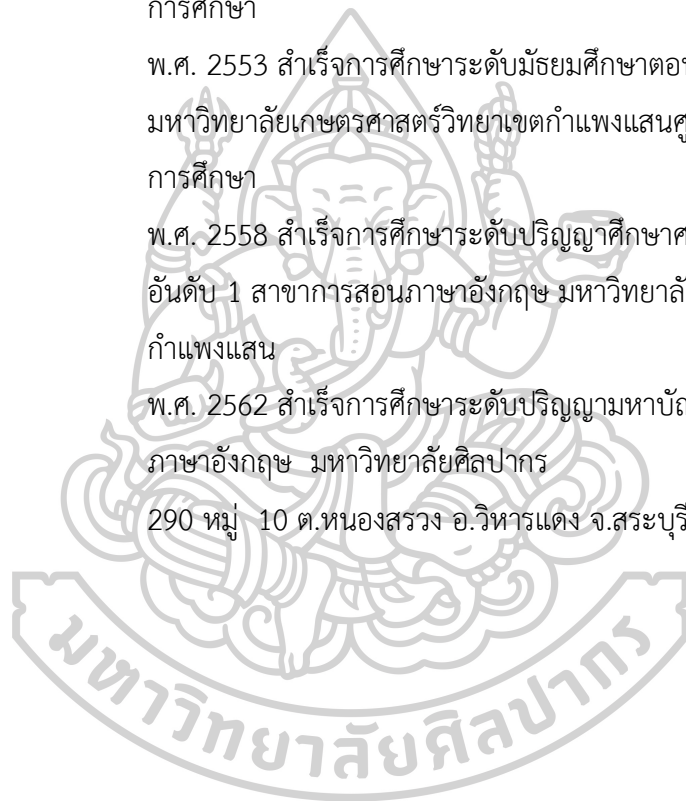 การศึกษา
พ.ศ. 2553 สำเร็จการศึกษาระดับมัธยมศึกษาตอน
มหาวิทยาลัยเกษตรศาสตร์วิทยาเขตกำแพงแสนศู
การศึกษา
พ.ศ. 2558 สำเร็จการศึกษาระดับปริญญาศึกษาศ
อันดับ 1 สาขาการสอนภาษาอังกฤษ มหาวิทยาลั
กำแพงแสน
พ.ศ. 2562 สำเร็จการศึกษาระดับปริญญามหาบัณ
ภาษาอังกฤษ มหาวิทยาลัยศิลปากร
290 หมู่ 10 ต.หนองสรวง อ.วิหารแดง จ.สระบุรี
มหาวิทยาลัยศิลปากร